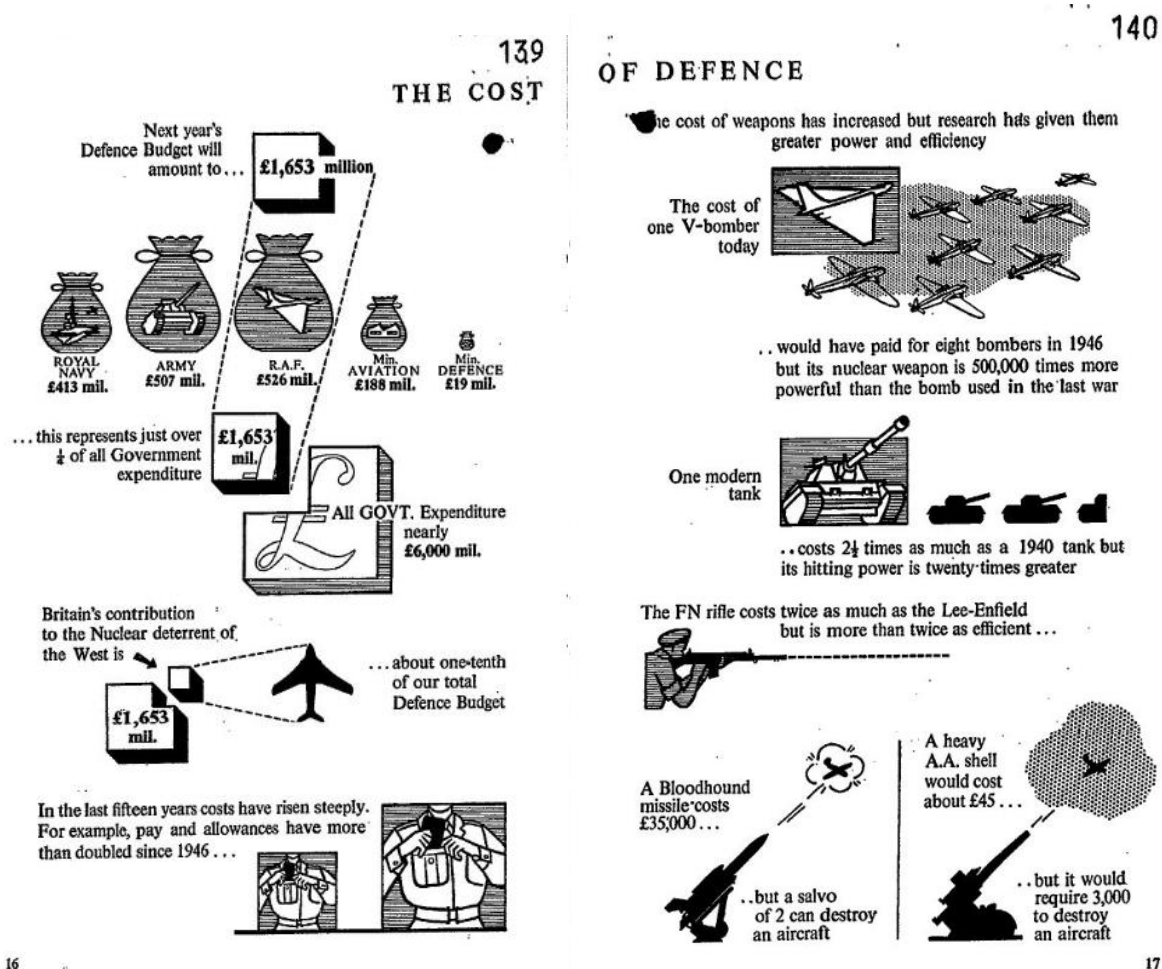 139
THE COST
Next year's
Defence Budget will
amount to... £1,653 million
ROYAL
NAVY
£413 mil.
ARMY
£507 mil.
R.A.F.
£526 mil.
Min.
AVIATION
£188 mil.
Min.
DEFENCE
£19 mil.
...this represents just over
¼ of all Government
expenditure
£1,653
mil.
All GOVT. Expenditure
nearly
£6,000 mil.
Britain's contribution
to the Nuclear deterrent of
the West is
£1,653
mil.
...about one-tenth
of our total
Defence Budget
In the last fifteen years costs have risen steeply.
For example, pay and allowances have more
than doubled since 1946...
16
140
OF DEFENCE
he cost of weapons has increased but research has given them
greater power and efficiency
The cost of
one V-bomber
today
..would have paid for eight bombers in 1946
but its nuclear weapon is 500,000 times more
powerful than the bomb used in the last war
One modern
tank
..costs 2½ times as much as a 1940 tank but
its hitting power is twenty times greater
The FN rifle costs twice as much as the Lee-Enfield
but is more than twice as efficient...
A Bloodhound
missile costs
£35,000...
..but a salvo
of 2 can destroy
an aircraft
A heavy
A.A. shell
would cost
about £45...
..but it would
require 3,000
to destroy
an aircraft
17